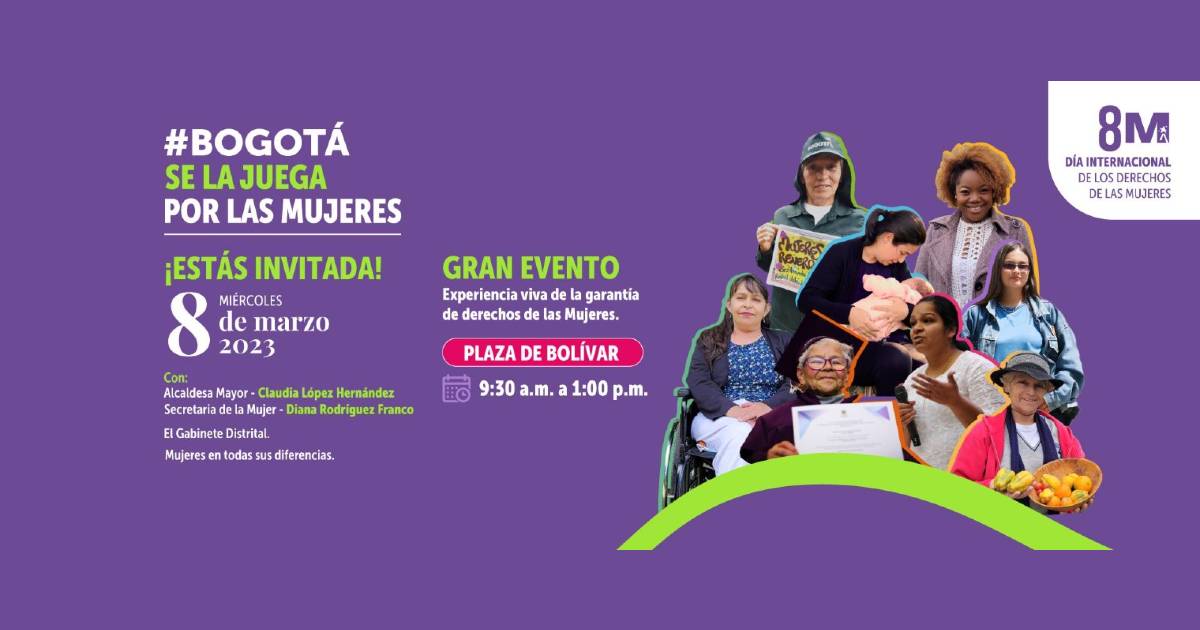 #BOGOTÁ
SE LA JUEGA
POR LAS MUJERES
¡ESTÁS INVITADA!
8
MIÉRCOLES
de marzo
2023
Con:
Alcaldesa Mayor - Claudia López Hernández
Secretaria de la Mujer - Diana Rodríguez Franco
El Gabinete Distrital.
Mujeres en todas sus diferencias.
GRAN EVENTO
Experiencia viva de la garantía
de derechos de las Mujeres.
PLAZA DE BOLÍVAR
9:30 a.m. a 1:00 p.m.
8M
DÍA INTERNACIONAL
DE LOS DERECHOS
DE LAS MUJERES
MUJERES